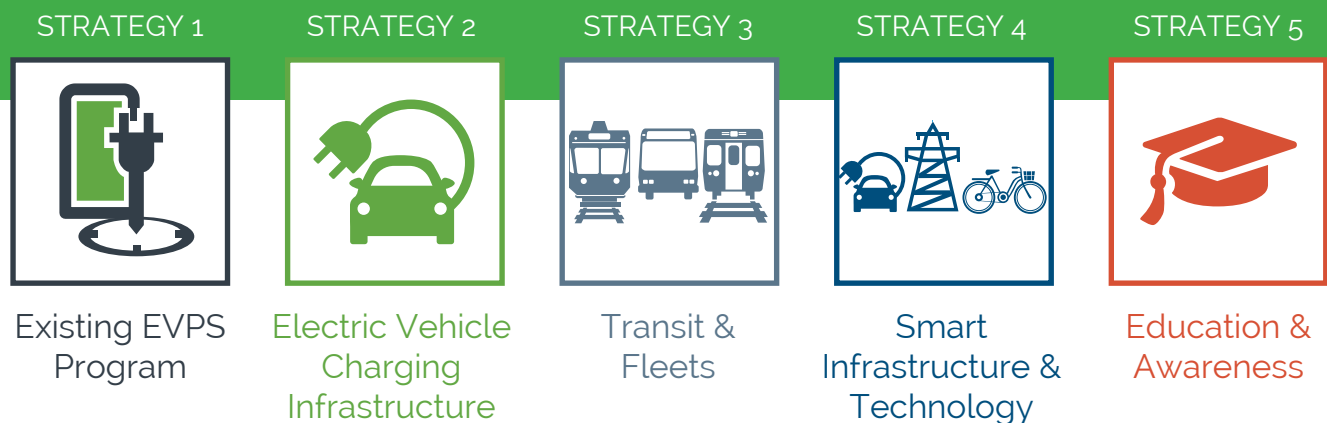 STRATEGY 1
STRATEGY 2
STRATEGY 3
STRATEGY 4
STRATEGY 5
Existing EVPS
Program
Electric Vehicle
Charging
Infrastructure
Transit &
Fleets
Smart
Infrastructure &
Technology
Education &
Awareness